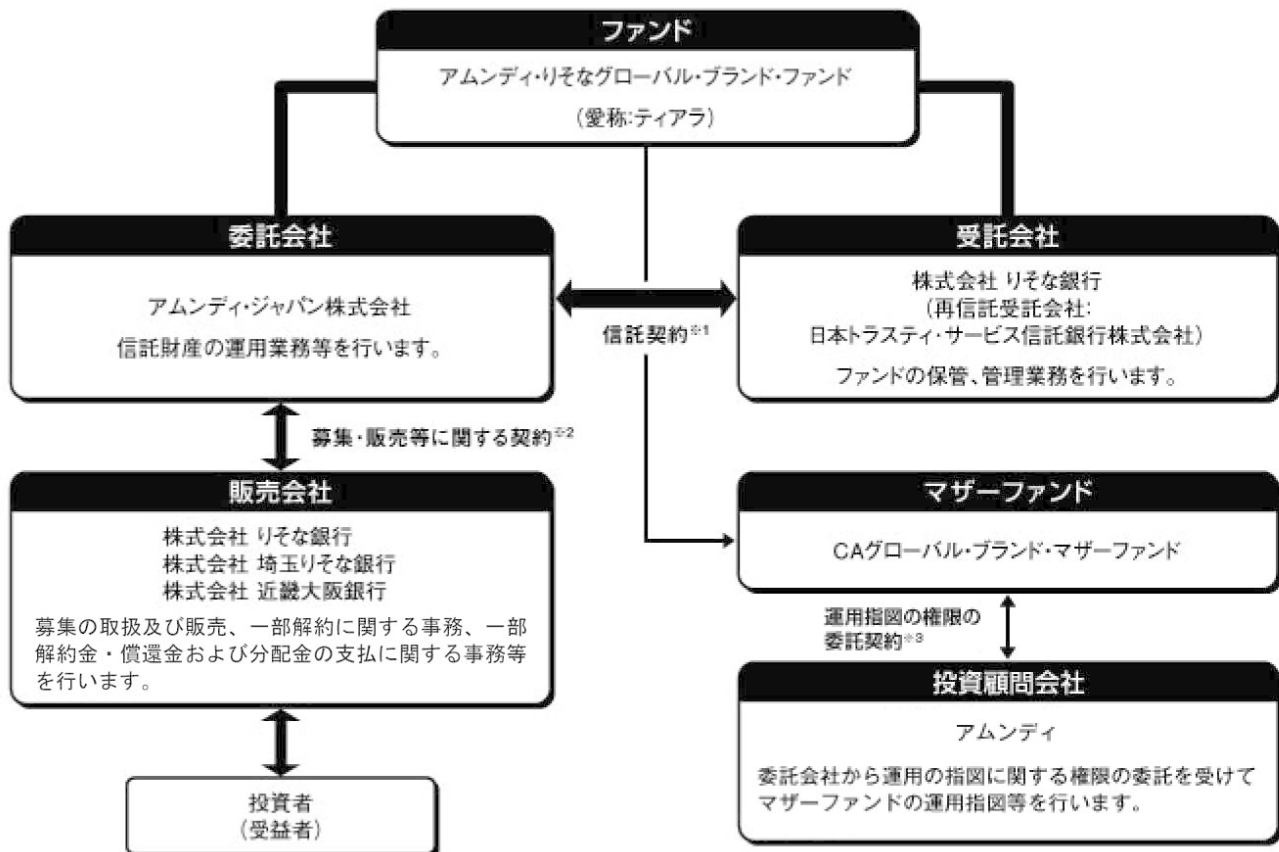 ファンド
アムンディ・りそなグローバル・ブランド・ファンド
(愛称:ティアラ)
委託会社
アムンディ・ジャパン株式会社
信託財産の運用業務等を行います。
信託契約※1
受託会社
株式会社 りそな銀行
(再信託受託会社:
日本トラスティ・サービス信託銀行株式会社)
ファンドの保管、管理業務を行います。
募集・販売等に関する契約※2
販売会社
株式会社 りそな銀行
株式会社 埼玉りそな銀行
株式会社 近畿大阪銀行
募集の取扱及び販売、一部解約に関する事務、一部
解約金・償還金および分配金の支払に関する事務等
を行います。
マザーファンド
CAグローバル・ブランド・マザーファンド
運用指図の権限の
委託契約※3
投資顧問会社
アムンディ
委託会社から運用の指図に関する権限の委託を受けて
マザーファンドの運用指図等を行います。
投資者
(受益者)